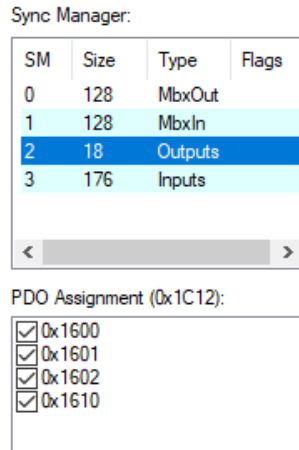 Sync Manager:
SM Size Type Flags
0 128 MbxOut
1 128 MbxIn
2 18 Outputs
3 176 Inputs
PDO Assignment (0x1C12):
0x1600
0x1601
0x1602
0x1610